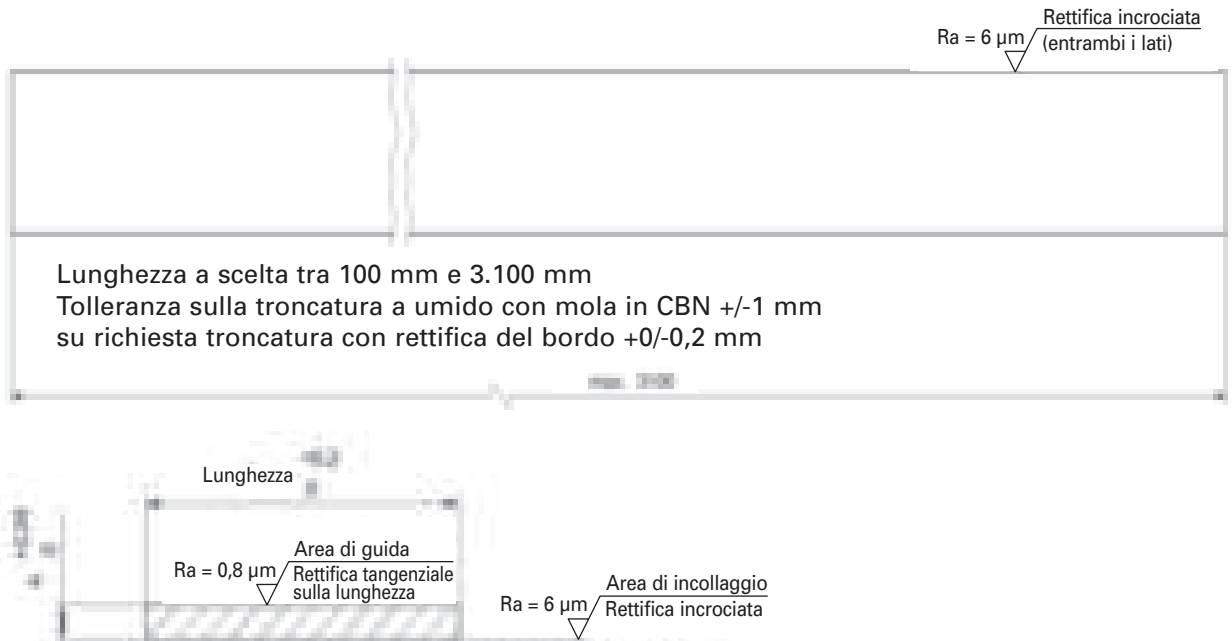 Rettifica incrociata
Ra = 6 µm
(entrambi i lati)
Lunghezza a scelta tra 100 mm e 3.100 mm
Tolleranza sulla troncatura a umido con mola in CBN +/-1 mm
su richiesta troncatura con rettifica del bordo +0/-0,2 mm
max. 3100
Lunghezza
Area di guida
Ra = 0,8 µm
Rettifica tangenziale
sulla lunghezza
Area di incollaggio
Ra = 6 µm
Rettifica incrociata